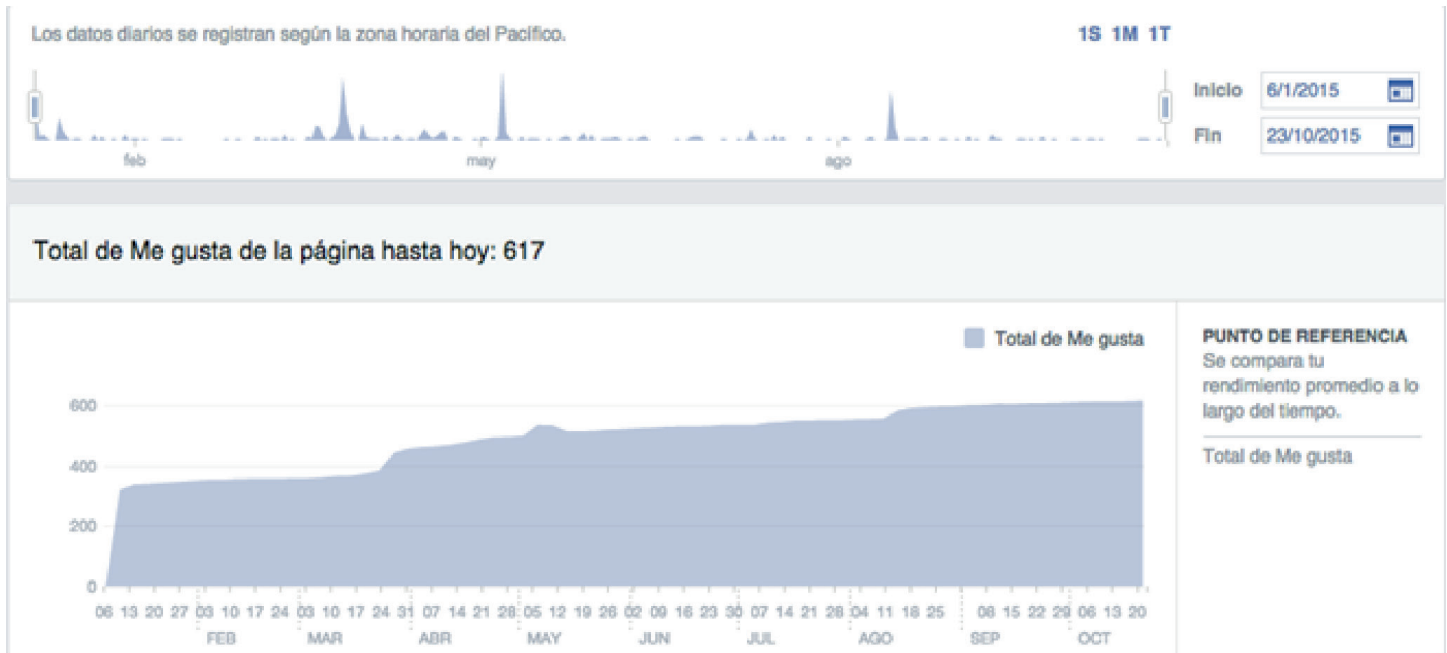 Los datos diarios se registran según la zona horaria del Pacífico.
1S 1M 1T
Inicio 6/1/2015
Fin 23/10/2015
feb may ago
Total de Me gusta de la página hasta hoy: 617
Total de Me gusta
PUNTO DE REFERENCIA
Se compara tu
rendimiento promedio a lo
largo del tiempo.
Total de Me gusta
600
400
200
0
06 13 20 27 03 10 17 24 03 10 17 24 31 07 14 21 28 05 12 19 26 02 09 16 23 30 07 14 21 28 04 11 18 25 08 15 22 29 06 13 20
FEB MAR ABR MAY JUN JUL AGO SEP OCT